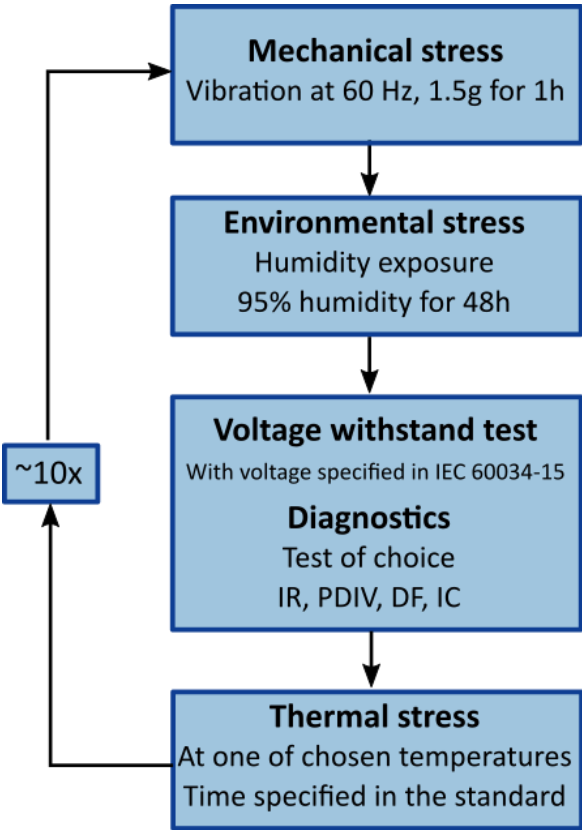 Mechanical stress
Vibration at 60 Hz, 1.5g for 1h
Environmental stress
Humidity exposure
95% humidity for 48h
Voltage withstand test
With voltage specified in IEC 60034-15
Diagnostics
Test of choice
IR, PDIV, DF, IC
~10x
Thermal stress
At one of chosen temperatures
Time specified in the standard